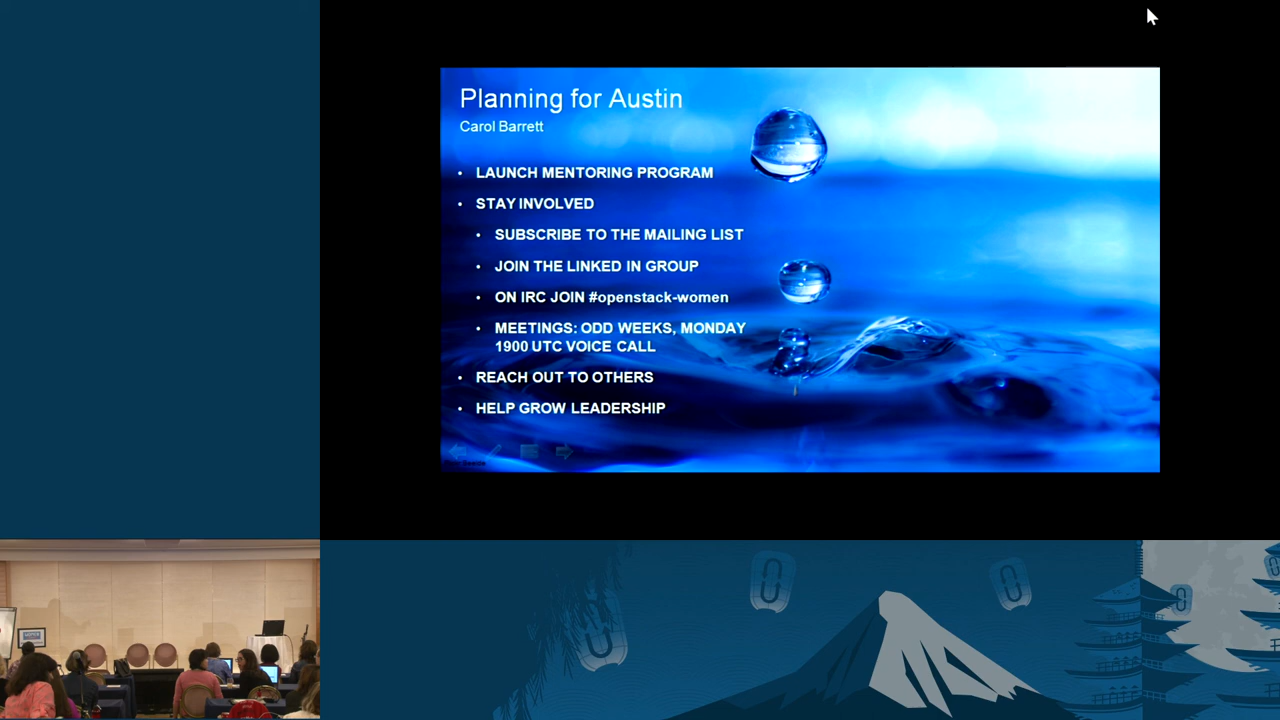 Planning for Austin
Carol Barrett
• LAUNCH MENTORING PROGRAM
• STAY INVOLVED
• SUBSCRIBE TO THE MAILING LIST
• JOIN THE LINKED IN GROUP
• ON IRC JOIN #openstack-women
• MEETINGS: ODD WEEKS, MONDAY
1900 UTC VOICE CALL
• REACH OUT TO OTHERS
• HELP GROW LEADERSHIP